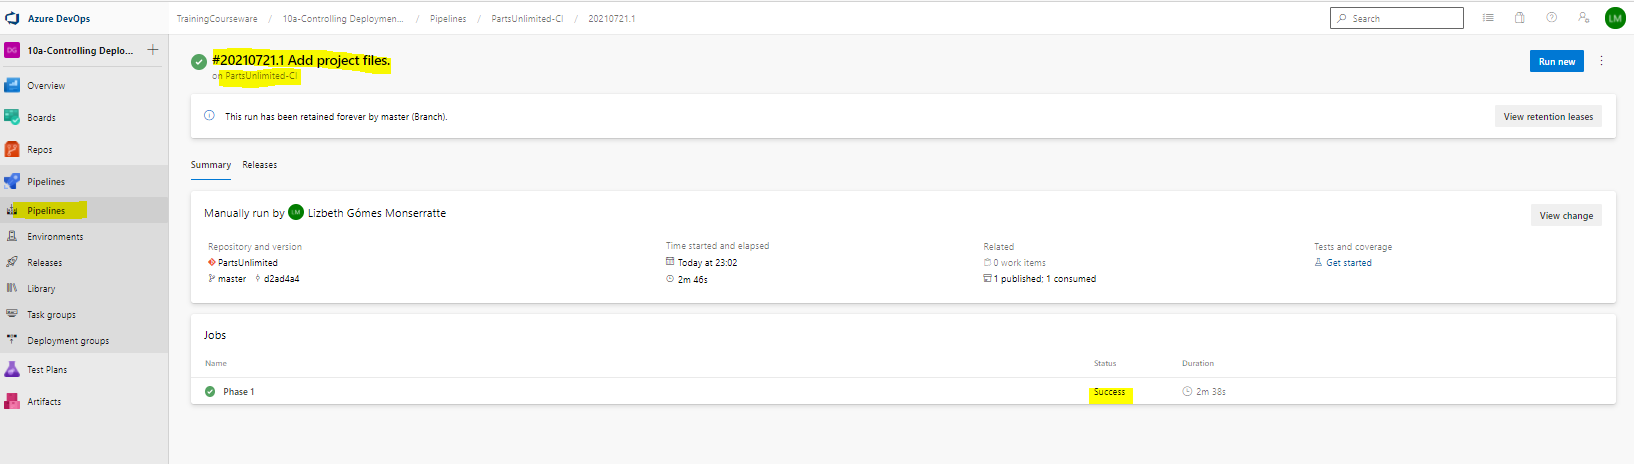 Azure DevOps
TrainingCourseware / 10a-Controlling Deploymen... / Pipelines / PartsUnlimited-CI / 20210721.1
Search
LM
DG 10a-Controlling Deplo... +
Overview
Boards
Repos
Pipelines
Pipelines
Environments
Releases
Library
Task groups
Deployment groups
Test Plans
Artifacts
#20210721.1 Add project files.
on PartsUnlimited-CI
Run new
This run has been retained forever by master (Branch).
View retention leases
Summary Releases
Manually run by LM Lizbeth Gómes Monserratte
View change
Repository and version
PartsUnlimited
master d2ad4a4
Time started and elapsed
Today at 23:02
2m 46s
Related
0 work items
1 published; 1 consumed
Tests and coverage
Get started
Jobs
Name Status Duration
Phase 1 Success 2m 38s